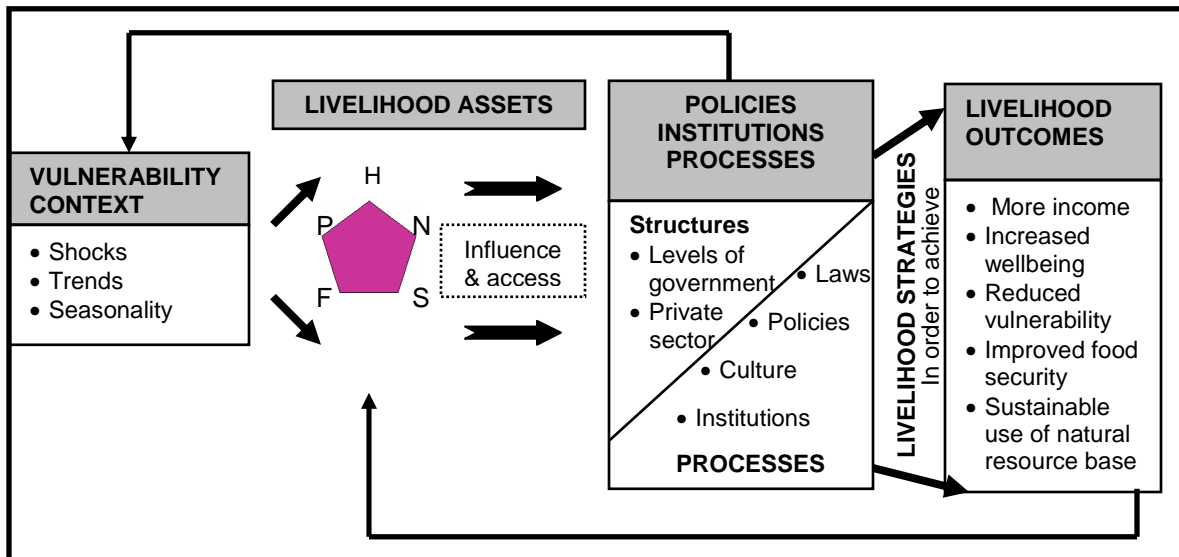 VULNERABILITY
CONTEXT
• Shocks
• Trends
• Seasonality
LIVELIHOOD ASSETS
H
P
N
F
S
Influence
& access
POLICIES
INSTITUTIONS
PROCESSES
Structures
• Levels of
government
• Private
sector
• Laws
• Policies
• Culture
• Institutions
PROCESSES
LIVELIHOOD STRATEGIES
In order to achieve
LIVELIHOOD
OUTCOMES
• More income
• Increased
wellbeing
• Reduced
vulnerability
• Improved food
security
• Sustainable
use of natural
resource base